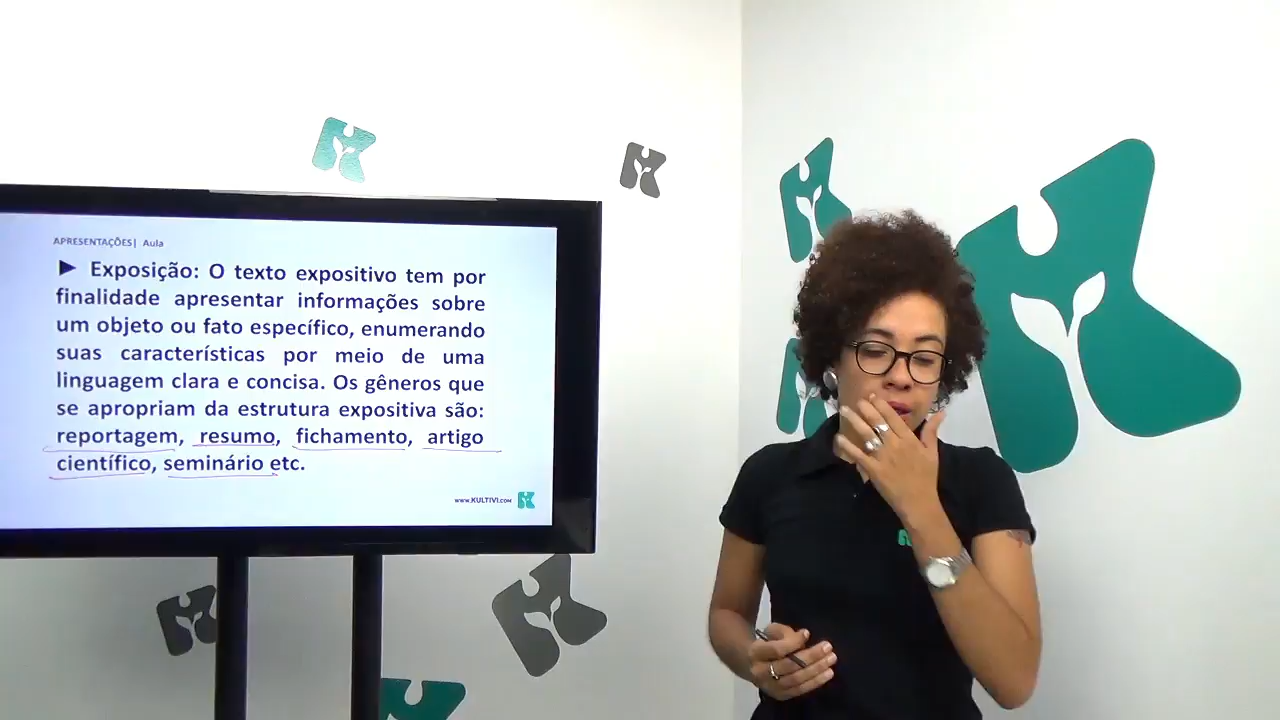 APRESENTAÇÕES| Aula
► Exposição: O texto expositivo tem por
finalidade apresentar informações sobre
um objeto ou fato específico, enumerando
suas características por meio de uma
linguagem clara e concisa. Os gêneros que
se apropriam da estrutura expositiva são:
reportagem, resumo, fichamento, artigo
científico, seminário etc.
www.KULTIVI.COM